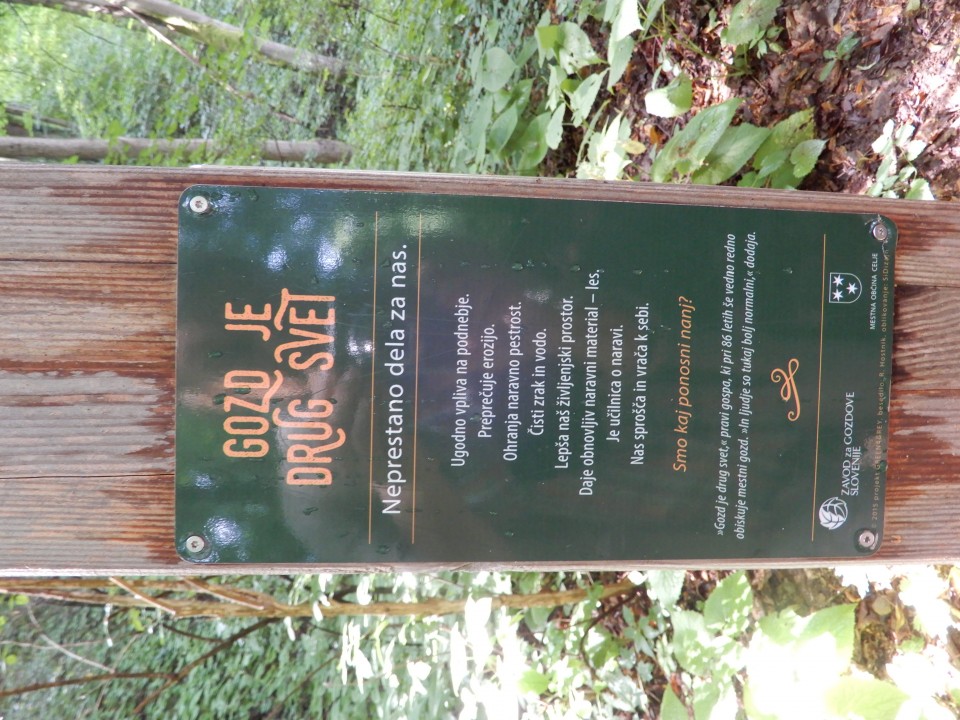 GOZD JE
DRUG SVET
Neprestano dela za nas.
Ugodno vpliva na podnebje.
Preprečuje erozijo.
Ohranja naravno pestrost.
Čisti zrak in vodo.
Lepša naš življenjski prostor.
Daje obnovljiv naravni material – les.
Je učilnica o naravi.
Nas sprošča in vrača k sebi.
Smo kaj ponosni nanj?
»Gozd je drug svet,« pravi gospa, ki pri 86 letih še vedno redno
obiskuje mestni gozd. »In ljudje so tukaj bolj normalni,« dodaja.
ZAVOD za GOZDOVE
SLOVENIJE
MESTNA OBČINA CELJE
© 2015 Projekt
oblikovanje: